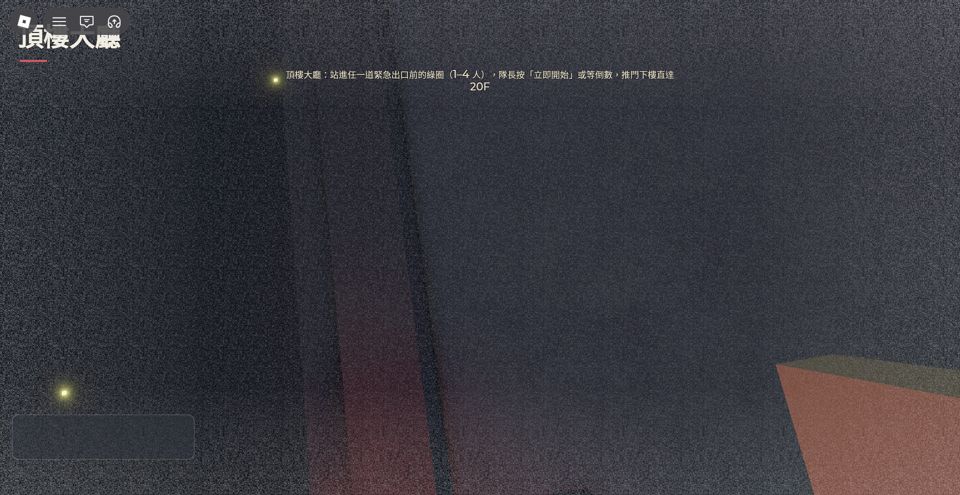 頂樓大廳
頂樓大廳：站進任一道緊急出口前的綠圈（1–4 人），隊長按「立即開始」或等倒數，推門下樓直達
20F